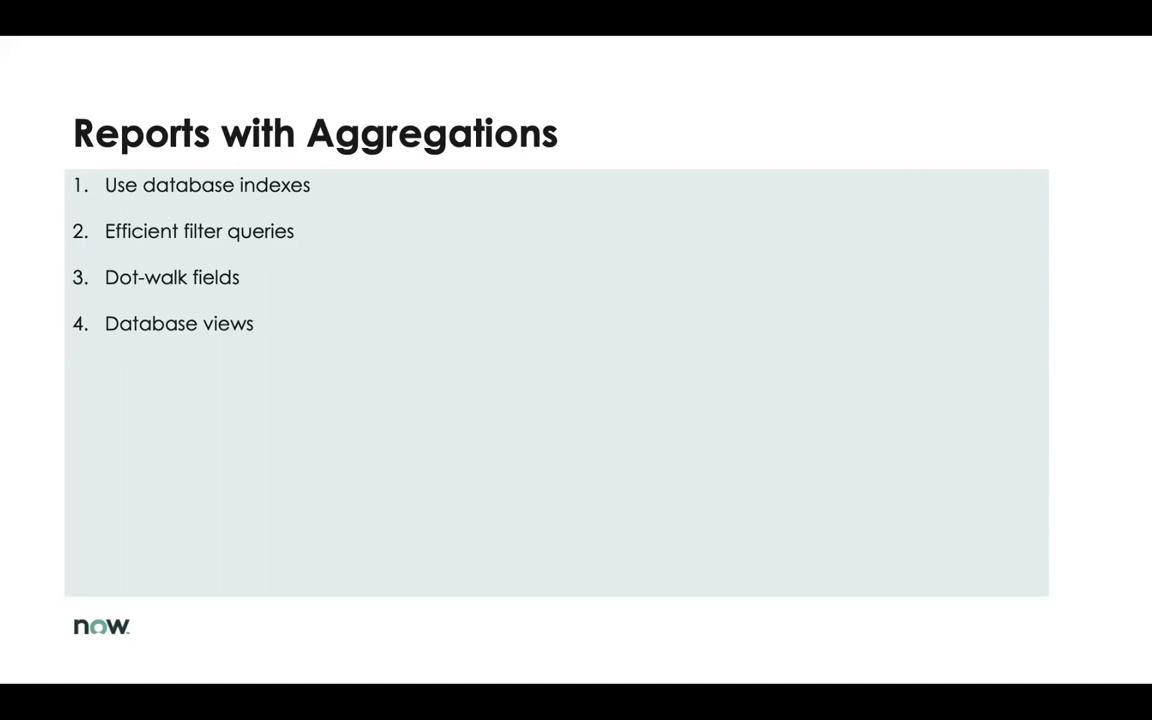 Reports with Aggregations
1. Use database indexes
2. Efficient filter queries
3. Dot-walk fields
4. Database views
now.